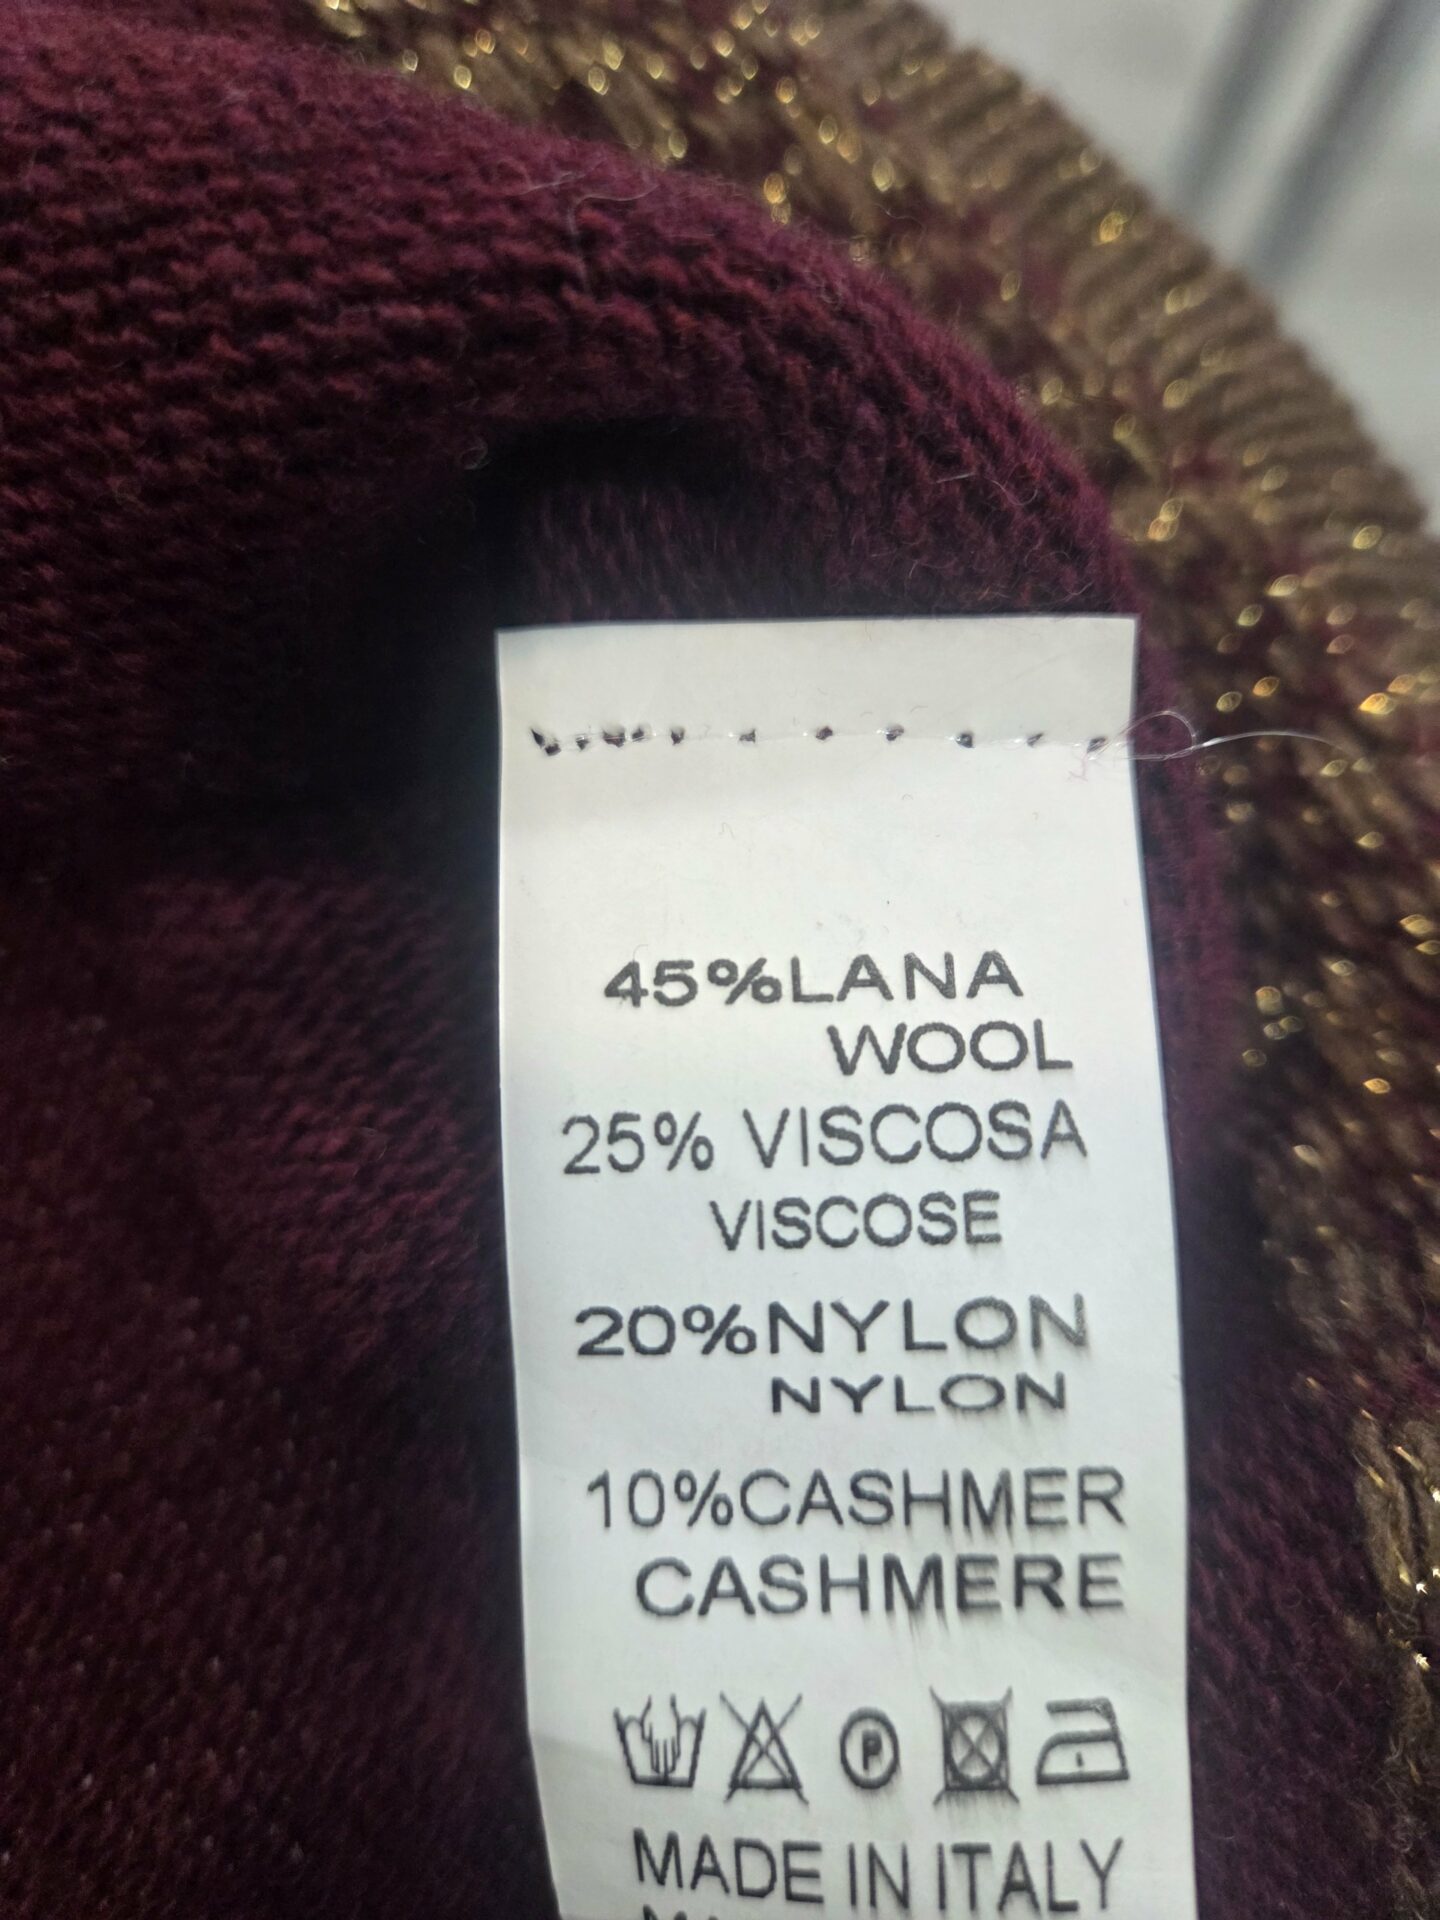 45%LANA
WOOL
25% VISCOSA
VISCOSE
20%NYLON
NYLON
10%CASHMER
CASHMERE
P
MADE IN ITALY